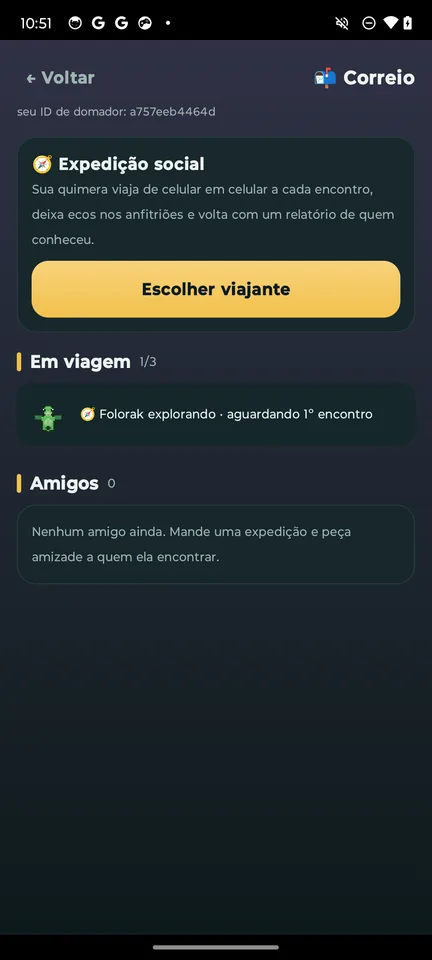 10:51
← Voltar
📬 Correio
seu ID de domador: a757eeb4464d
🧭 Expedição social
Sua quimera viaja de celular em celular a cada encontro,
deixa ecos nos anfitriões e volta com um relatório de quem
conheceu.
Escolher viajante
Em viagem 1/3
🧭 Folorak explorando · aguardando 1º encontro
Amigos 0
Nenhum amigo ainda. Mande uma expedição e peça
amizade a quem ela encontrar.